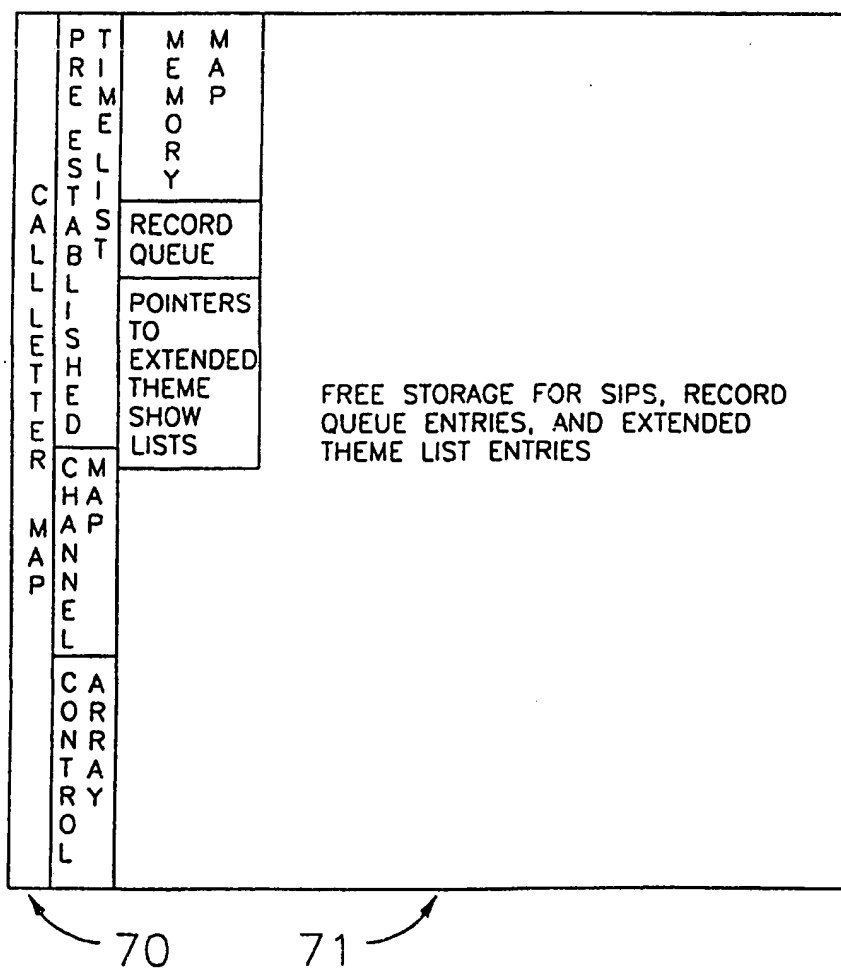 CALL LETTER MAP
PRE ESTABLISHED
TIME LIST
CHANNEL
MAP
CONTROL
ARRAY
MEMORY
MAP
RECORD
QUEUE
POINTERS
TO
EXTENDED
THEME
SHOW
LISTS
FREE STORAGE FOR SIPS, RECORD
QUEUE ENTRIES, AND EXTENDED
THEME LIST ENTRIES
70
71